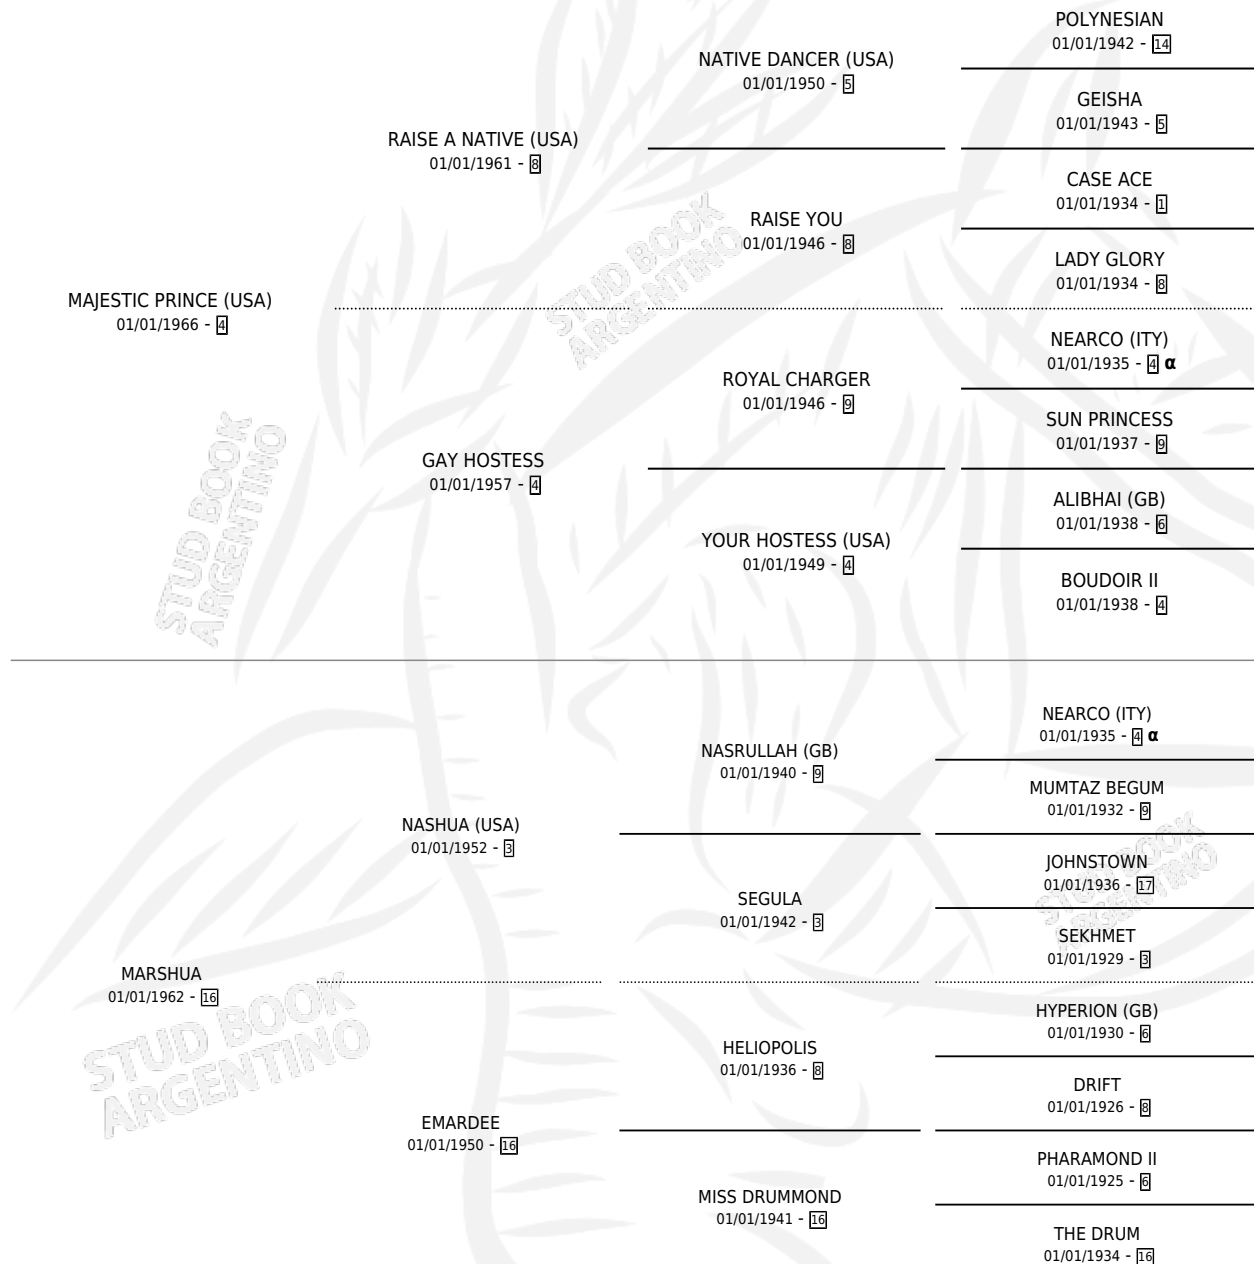 POLYNESIAN
01/01/1942 - 14
NATIVE DANCER (USA)
01/01/1950 - 5
GEISHA
01/01/1943 - 5
RAISE A NATIVE (USA)
01/01/1961 - 8
CASE ACE
01/01/1934 - 1
RAISE YOU
01/01/1946 - 8
LADY GLORY
01/01/1934 - 8
MAJESTIC PRINCE (USA)
01/01/1966 - 4
NEARCO (ITY)
01/01/1935 - 4 α
ROYAL CHARGER
01/01/1946 - 9
SUN PRINCESS
01/01/1937 - 9
GAY HOSTESS
01/01/1957 - 4
ALIBHAI (GB)
01/01/1938 - 6
YOUR HOSTESS (USA)
01/01/1949 - 4
BOUDOIR II
01/01/1938 - 4
NEARCO (ITY)
01/01/1935 - 4 α
NASRULLAH (GB)
01/01/1940 - 9
MUMTAZ BEGUM
01/01/1932 - 9
NASHUA (USA)
01/01/1952 - 3
JOHNSTOWN
01/01/1936 - 17
SEGULA
01/01/1942 - 3
SEKHMET
01/01/1929 - 3
MARSHUA
01/01/1962 - 16
HYPERION (GB)
01/01/1930 - 6
HELIOPOLIS
01/01/1936 - 8
DRIFT
01/01/1926 - 8
EMARDEE
01/01/1950 - 16
PHARAMOND II
01/01/1925 - 6
MISS DRUMMOND
01/01/1941 - 16
THE DRUM
01/01/1934 - 16
STUD BOOK
ARGENTINO
STUD BOOK
ARGENTINO
STUD BOOK
ARGENTINO
STUD BOOK
ARGENTINO